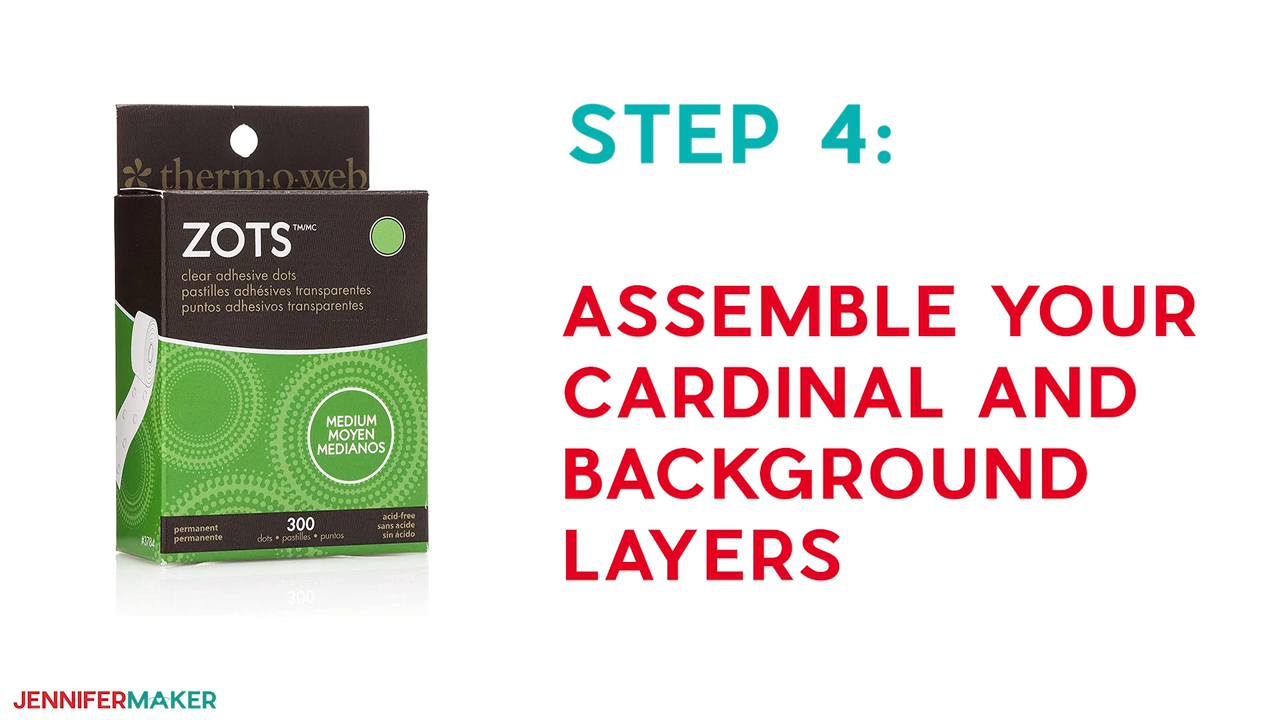 therm·o·web
ZOTS™/MC
clear adhesive dots
pastilles adhésives transparentes
puntos adhesivos transparentes
MEDIUM
MOYEN
MEDIANOS
permanent
permanente
300
dots • pastilles • puntos
acid-free
sans acide
sin ácido
#3784
STEP 4:
ASSEMBLE YOUR
CARDINAL AND
BACKGROUND
LAYERS
JENNIFERMAKER